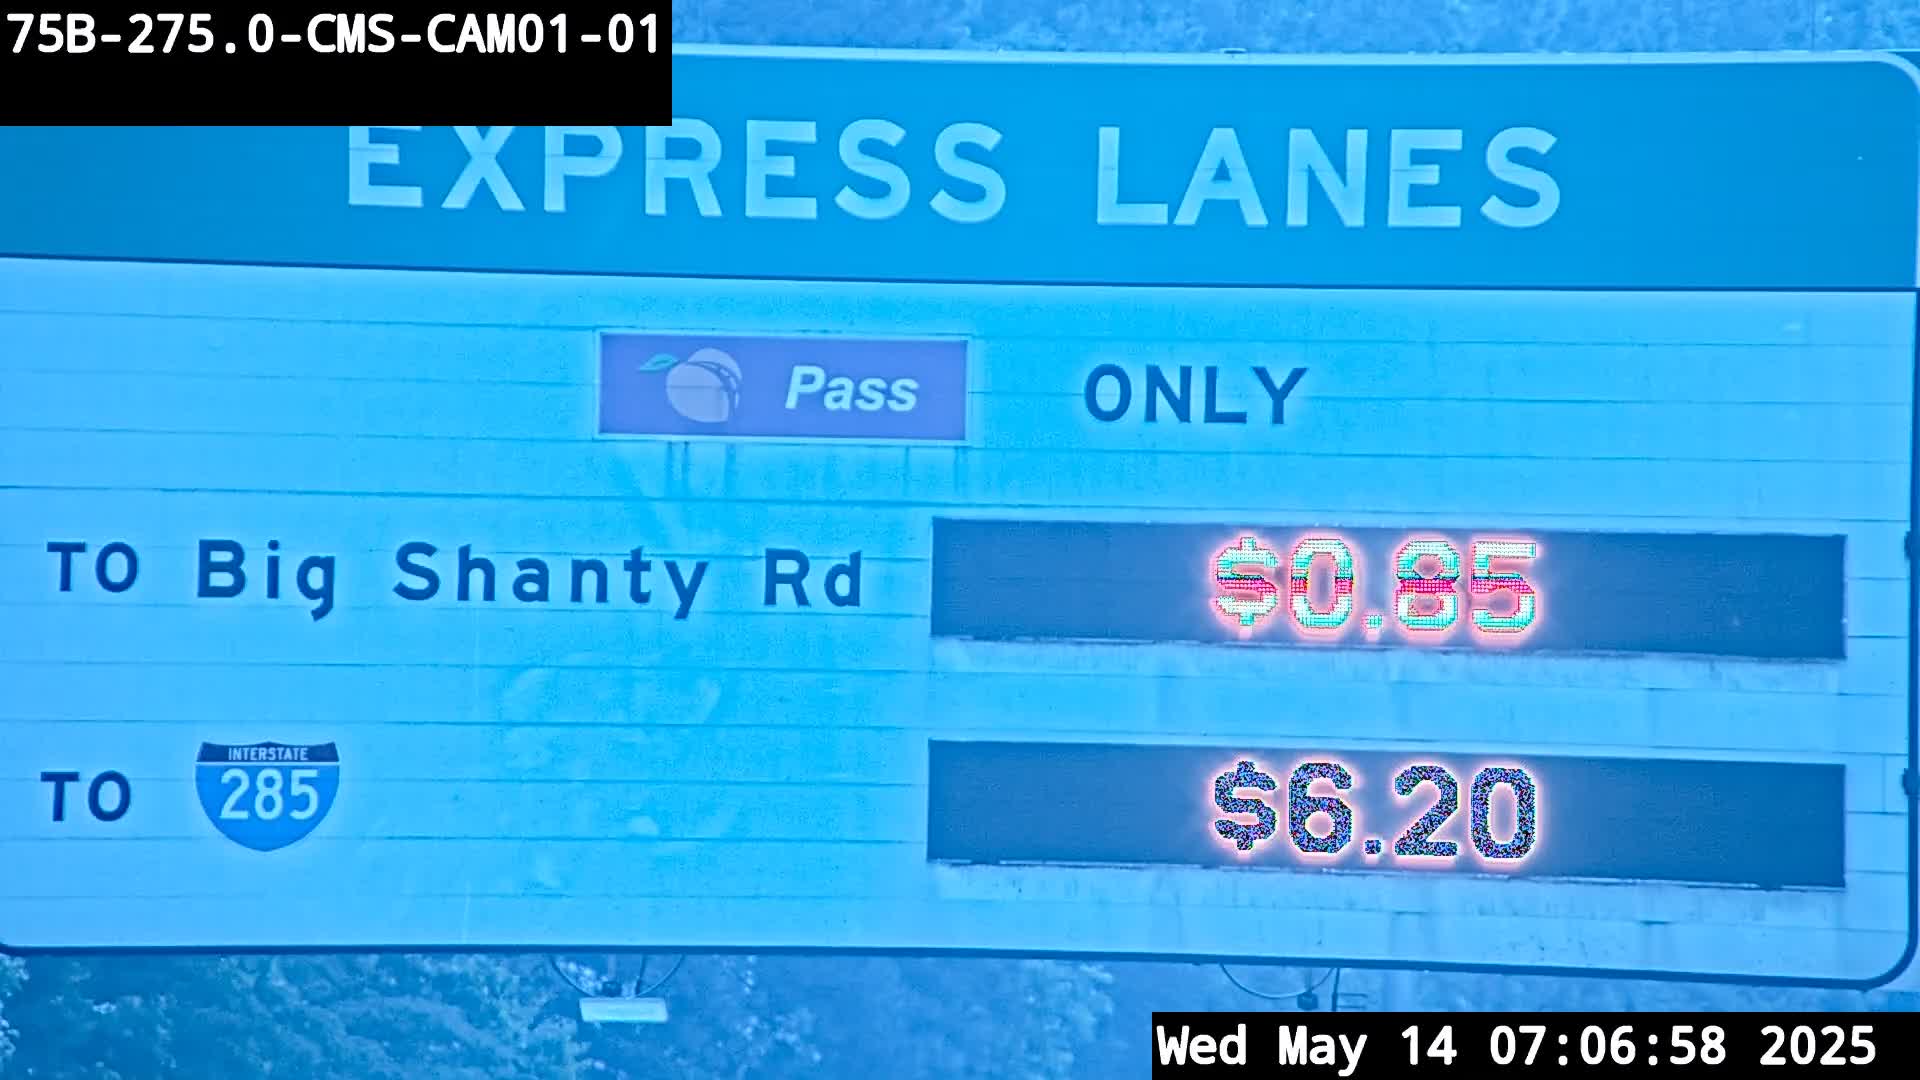 75B-275.0-CMS-CAM01-01
EXPRESS LANES
Pass ONLY
TO Big Shanty Rd $0.85
TO INTERSTATE 285 $6.20
Wed May 14 07:06:58 2025